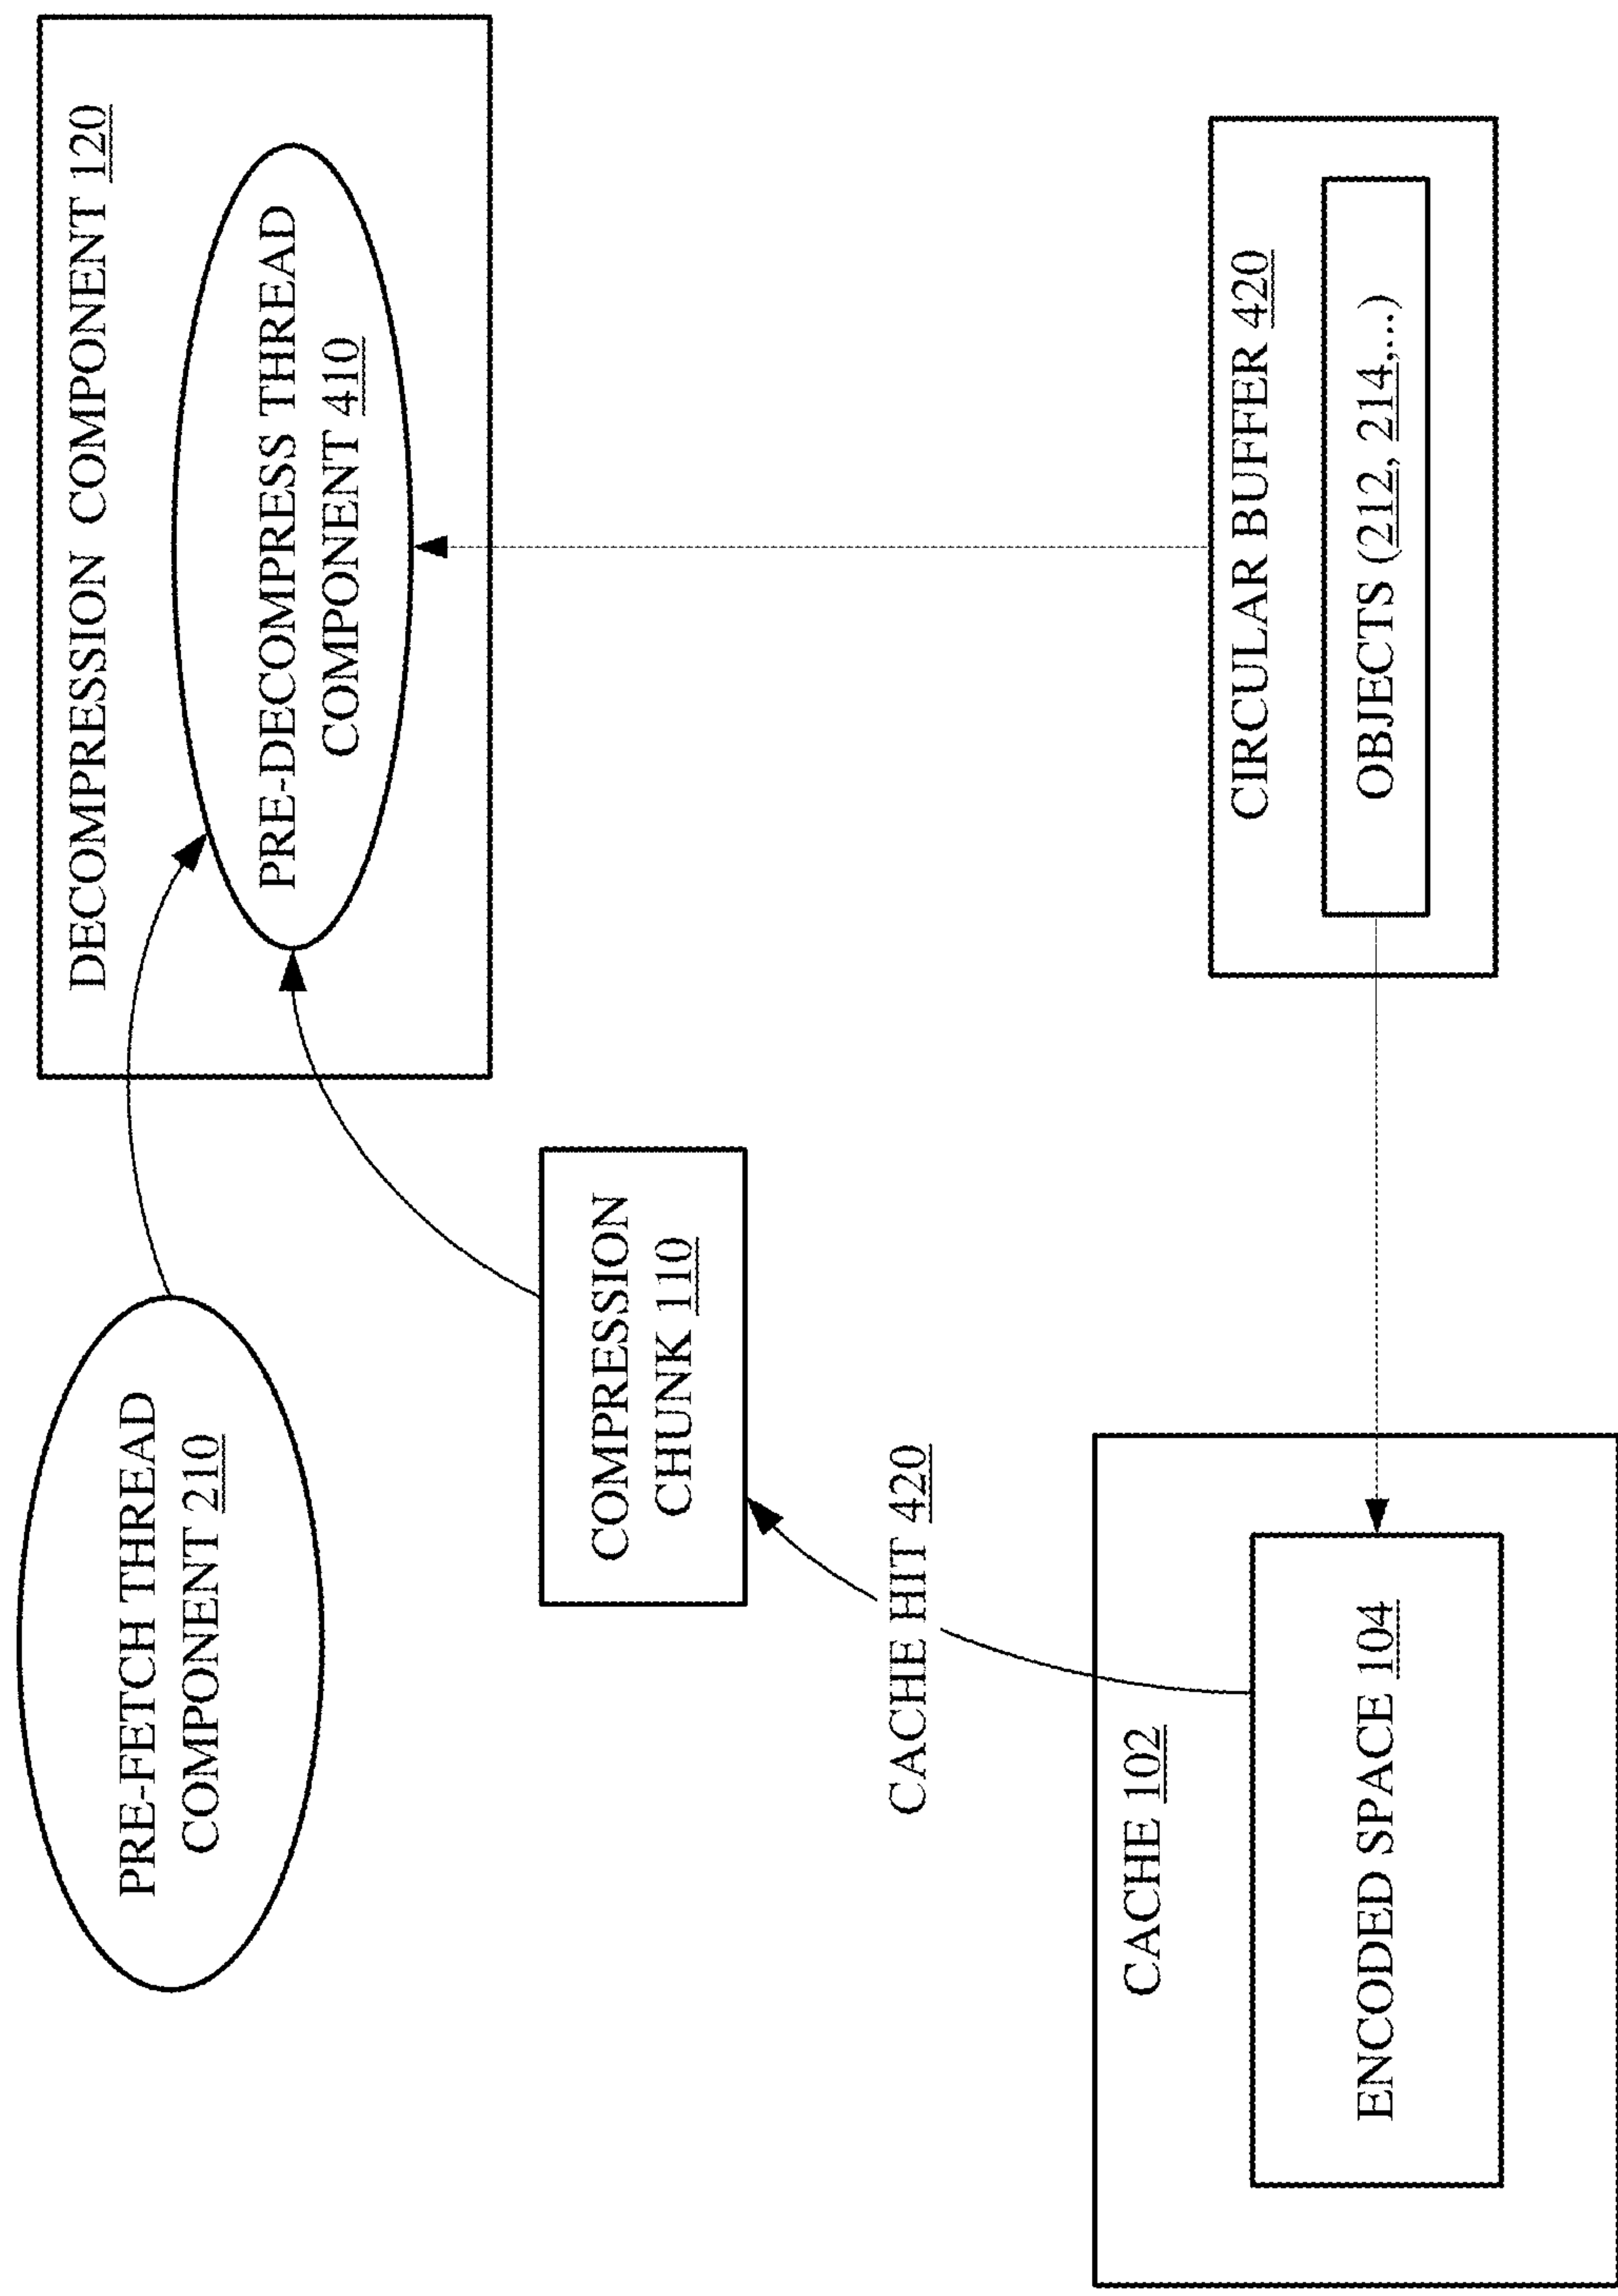 PRE-FETCH THREAD
COMPONENT 210
DECOMPRESSION COMPONENT 120
PRE-DECOMPRESS THREAD
COMPONENT 410
COMPRESSION
CHUNK 110
CACHE HIT 420
CACHE 102
ENCODED SPACE 104
CIRCULAR BUFFER 420
OBJECTS (212, 214,...)